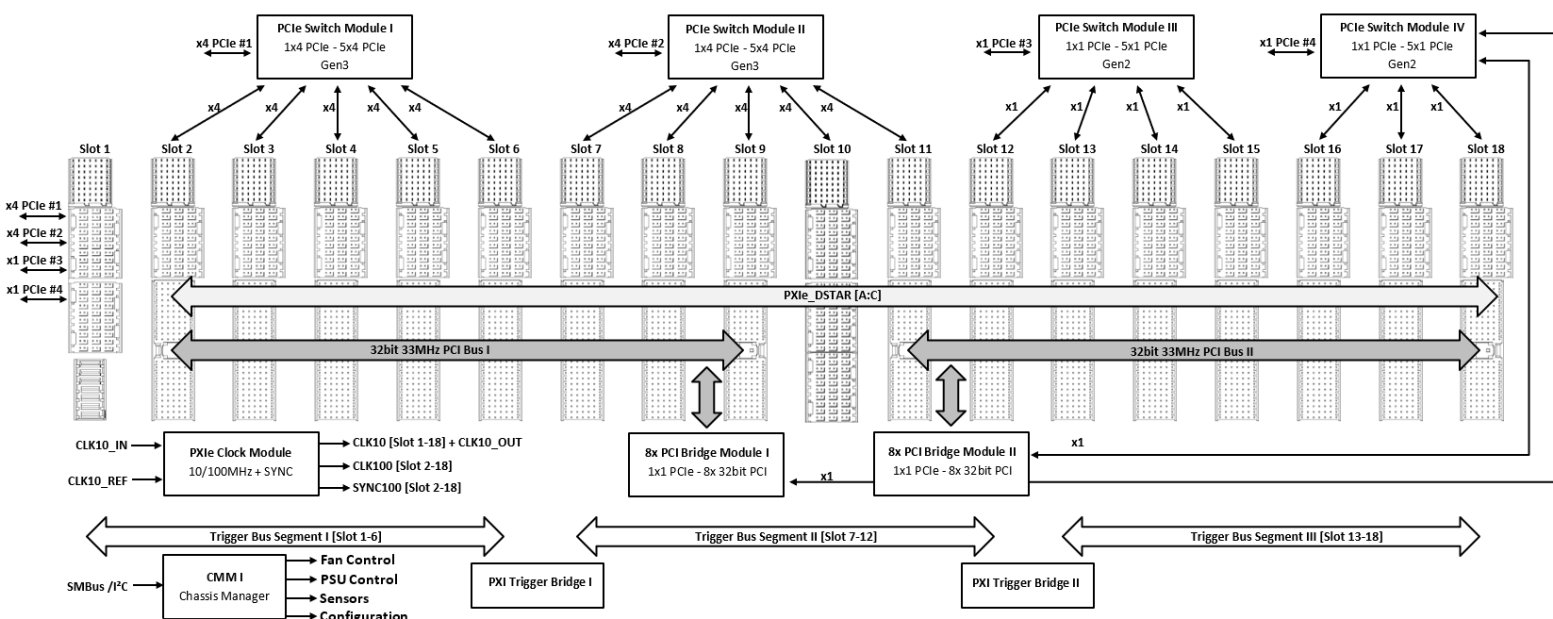 PCIe Switch Module I
1x4 PCIe - 5x4 PCIe
Gen3
PCIe Switch Module II
1x4 PCIe - 5x4 PCIe
Gen3
PCIe Switch Module III
1x1 PCIe - 5x1 PCIe
Gen2
PCIe Switch Module IV
1x1 PCIe - 5x1 PCIe
Gen2
x4 PCIe #1
x4 PCIe #2
x1 PCIe #3
x1 PCIe #4
x4 x4 x4 x4 x4
x4 x4 x4 x4 x4
x1 x1 x1 x1
x1 x1 x1
Slot 1 Slot 2 Slot 3 Slot 4 Slot 5 Slot 6 Slot 7 Slot 8 Slot 9 Slot 10 Slot 11 Slot 12 Slot 13 Slot 14 Slot 15 Slot 16 Slot 17 Slot 18
x4 PCIe #1
x4 PCIe #2
x1 PCIe #3
x1 PCIe #4
PXIe_DSTAR [A:C]
32bit 33MHz PCI Bus I
32bit 33MHz PCI Bus II
CLK10_IN
CLK10_REF
PXIe Clock Module
10/100MHz + SYNC
CLK10 [Slot 1-18] + CLK10_OUT
CLK100 [Slot 2-18]
SYNC100 [Slot 2-18]
8x PCI Bridge Module I
1x1 PCIe - 8x 32bit PCI
x1
8x PCI Bridge Module II
1x1 PCIe - 8x 32bit PCI
x1
Trigger Bus Segment I [Slot 1-6]
Trigger Bus Segment II [Slot 7-12]
Trigger Bus Segment III [Slot 13-18]
SMBus /I²C
CMM I
Chassis Manager
Fan Control
PSU Control
Sensors
Configuration
PXI Trigger Bridge I
PXI Trigger Bridge II